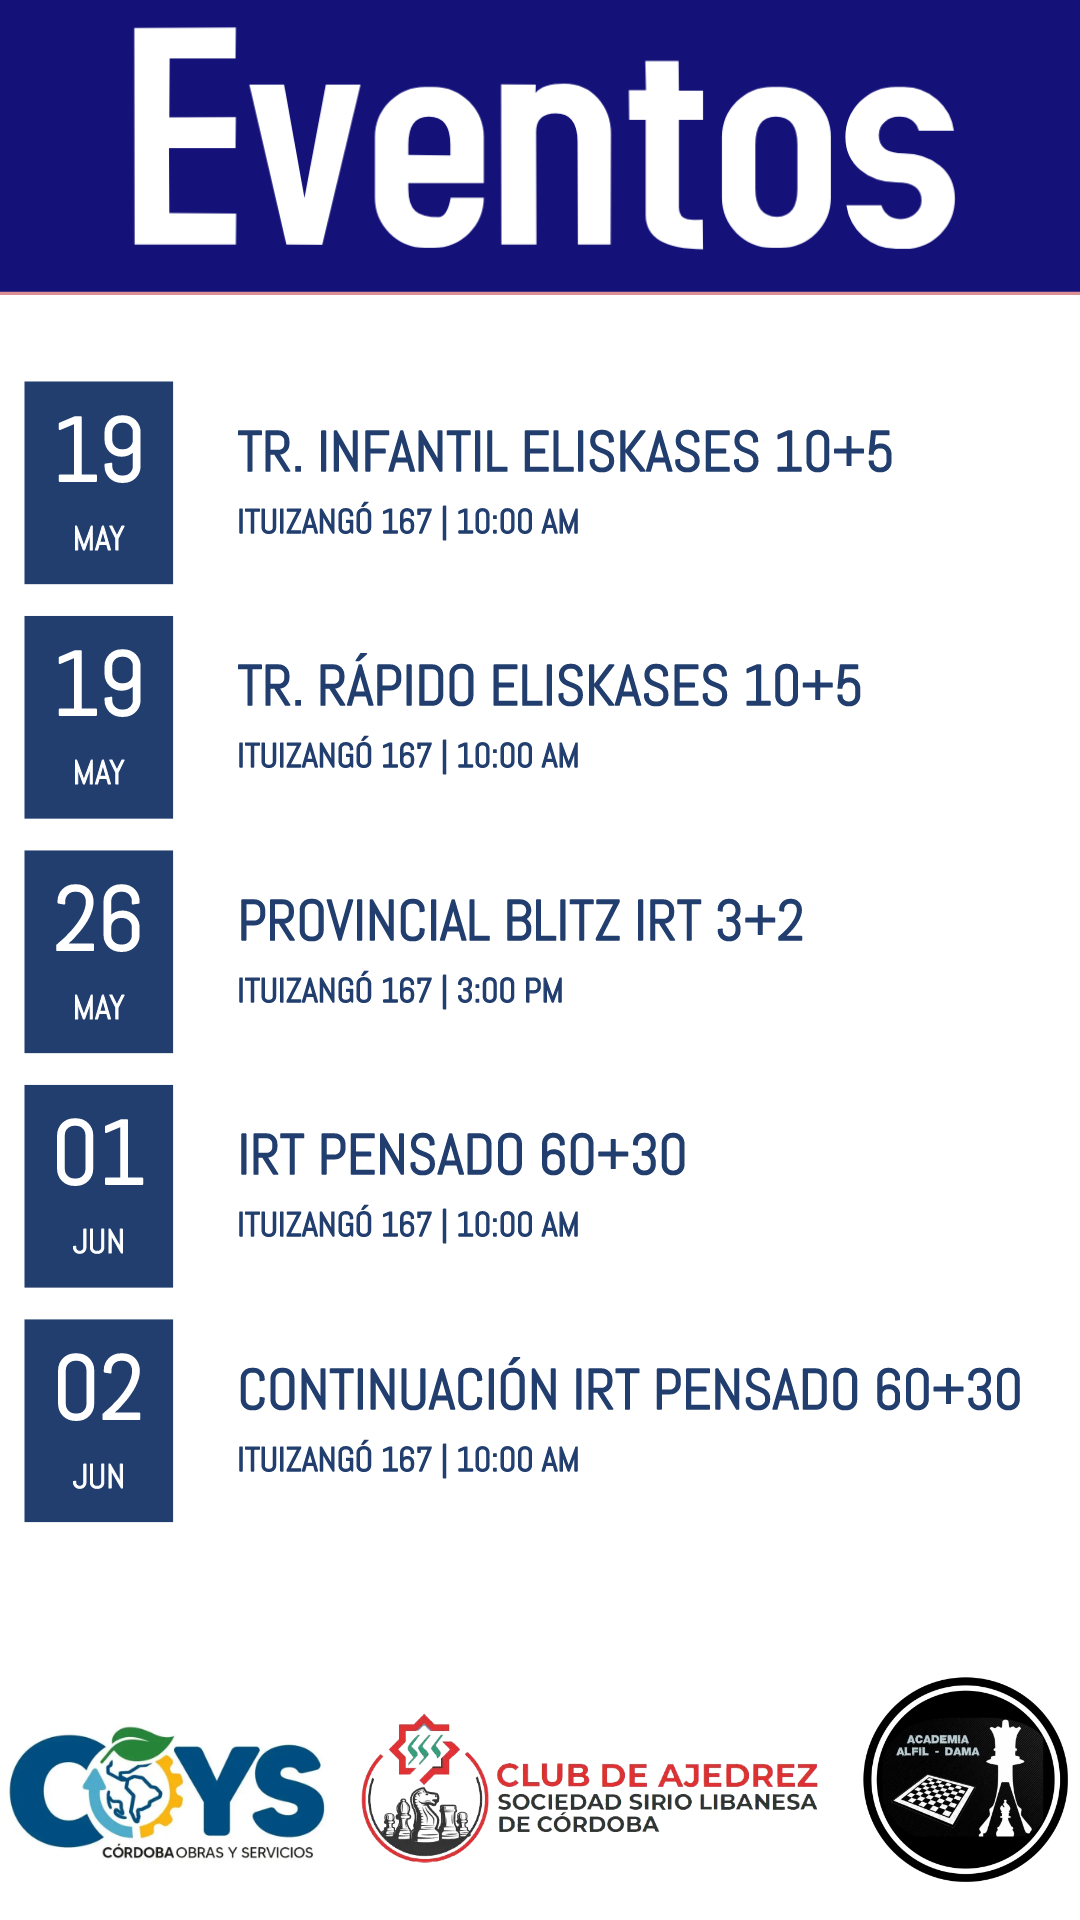 Eventos
19
MAY
TR. INFANTIL ELISKASES 10+5
ITUIZANGÓ 167 | 10:00 AM
19
MAY
TR. RÁPIDO ELISKASES 10+5
ITUIZANGÓ 167 | 10:00 AM
26
MAY
PROVINCIAL BLITZ IRT 3+2
ITUIZANGÓ 167 | 3:00 PM
01
JUN
IRT PENSADO 60+30
ITUIZANGÓ 167 | 10:00 AM
02
JUN
CONTINUACIÓN IRT PENSADO 60+30
ITUIZANGÓ 167 | 10:00 AM
COYS
CÓRDOBA OBRAS Y SERVICIOS
CLUB DE AJEDREZ
SOCIEDAD SIRIO LIBANESA
DE CÓRDOBA
ACADEMIA
ALFIL - DAMA